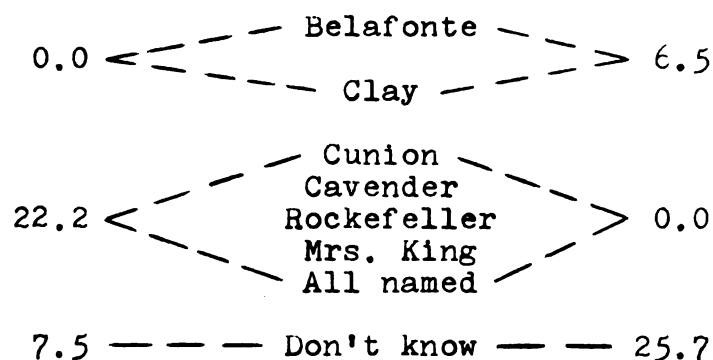 Belafonte
0.0 6.5
Clay
Cunion
Cavender
22.2 Rockefeller 0.0
Mrs. King
All named
7.5 Don't know 25.7